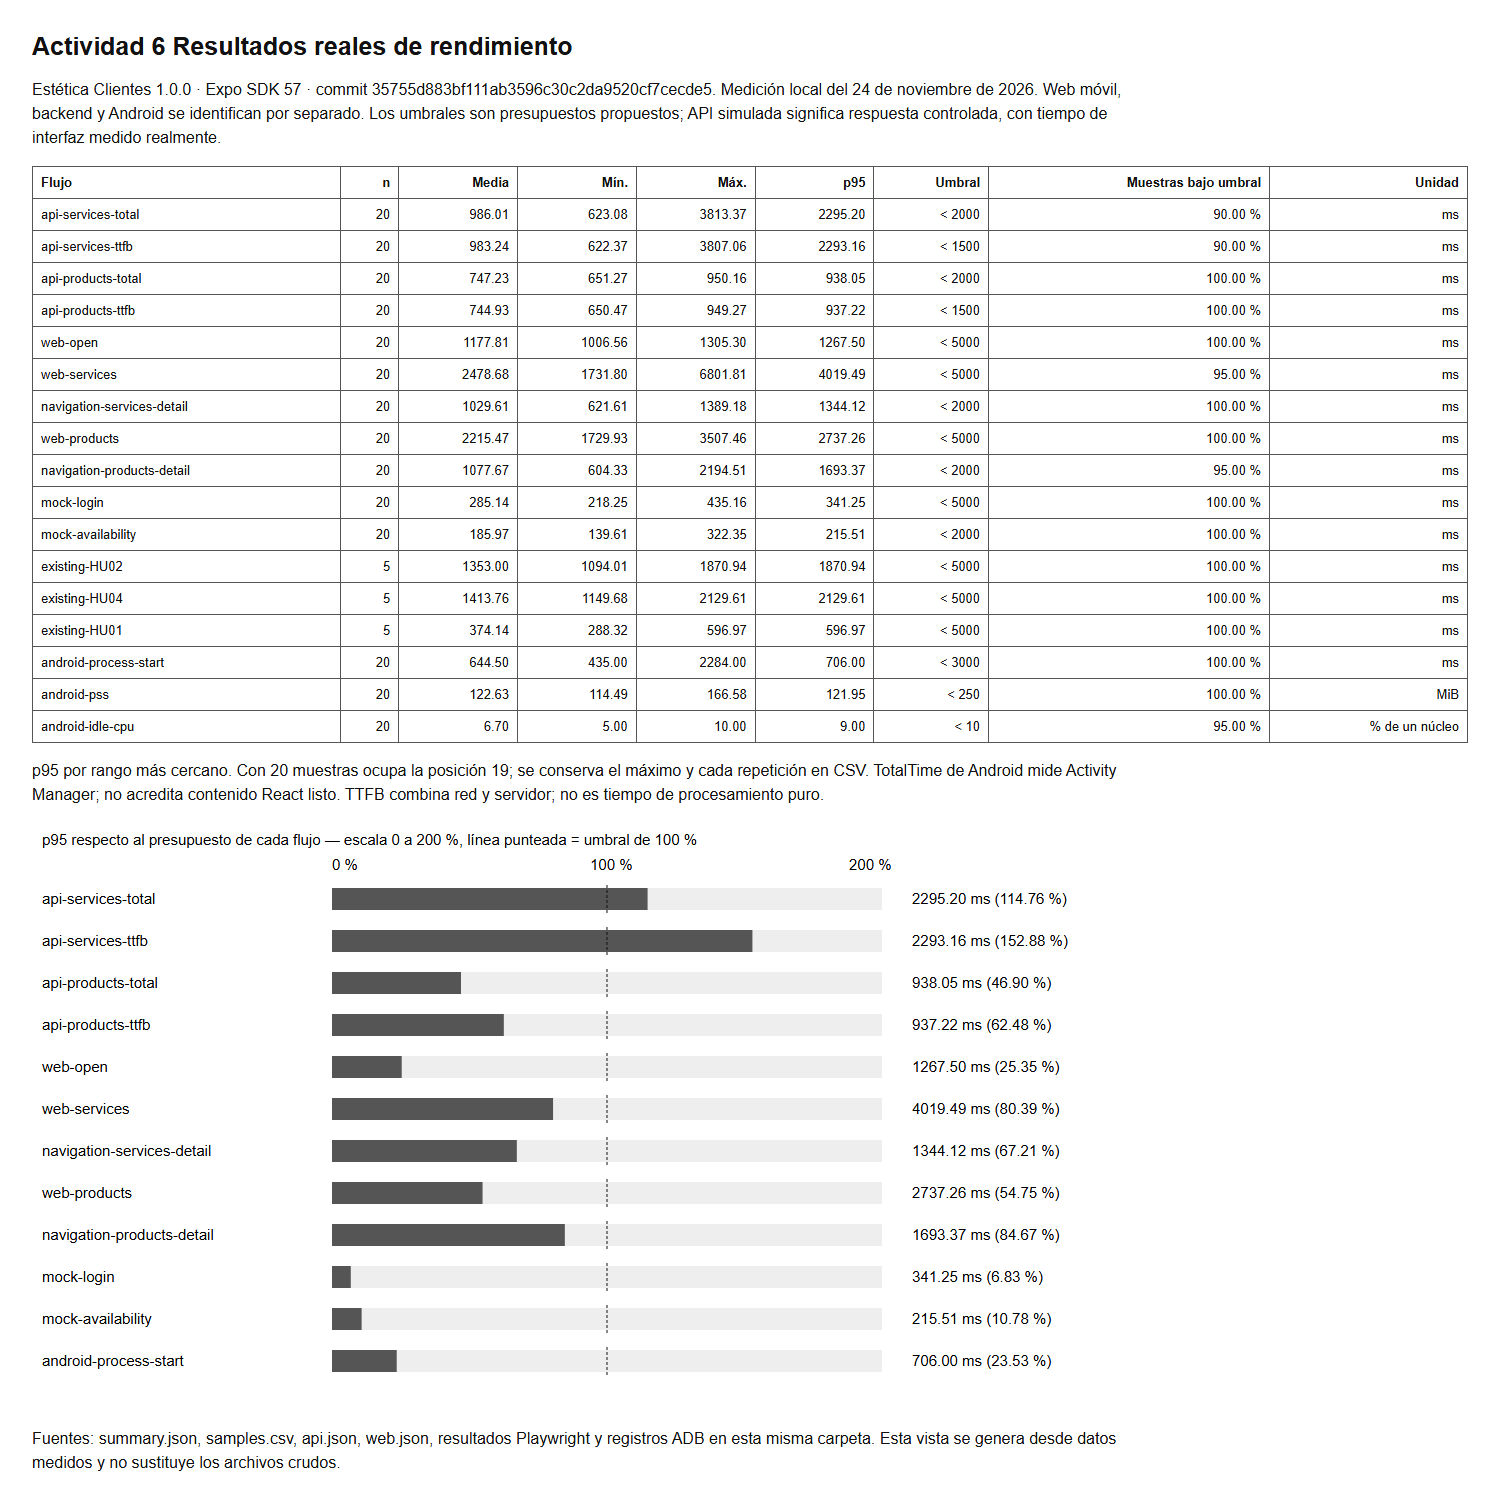 Actividad 6 Resultados reales de rendimiento
Estética Clientes 1.0.0 · Expo SDK 57 · commit 35755d883bf111ab3596c30c2da9520cf7cecde5. Medición local del 24 de noviembre de 2026. Web móvil,
backend y Android se identifican por separado. Los umbrales son presupuestos propuestos; API simulada significa respuesta controlada, con tiempo de
interfaz medido realmente.
Flujo n Media Mín. Máx. p95 Umbral Muestras bajo umbral Unidad
api-services-total 20 986.01 623.08 3813.37 2295.20 < 2000 90.00 % ms
api-services-ttfb 20 983.24 622.37 3807.06 2293.16 < 1500 90.00 % ms
api-products-total 20 747.23 651.27 950.16 938.05 < 2000 100.00 % ms
api-products-ttfb 20 744.93 650.47 949.27 937.22 < 1500 100.00 % ms
web-open 20 1177.81 1006.56 1305.30 1267.50 < 5000 100.00 % ms
web-services 20 2478.68 1731.80 6801.81 4019.49 < 5000 95.00 % ms
navigation-services-detail 20 1029.61 621.61 1389.18 1344.12 < 2000 100.00 % ms
web-products 20 2215.47 1729.93 3507.46 2737.26 < 5000 100.00 % ms
navigation-products-detail 20 1077.67 604.33 2194.51 1693.37 < 2000 95.00 % ms
mock-login 20 285.14 218.25 435.16 341.25 < 5000 100.00 % ms
mock-availability 20 185.97 139.61 322.35 215.51 < 2000 100.00 % ms
existing-HU02 5 1353.00 1094.01 1870.94 1870.94 < 5000 100.00 % ms
existing-HU04 5 1413.76 1149.68 2129.61 2129.61 < 5000 100.00 % ms
existing-HU01 5 374.14 288.32 596.97 596.97 < 5000 100.00 % ms
android-process-start 20 644.50 435.00 2284.00 706.00 < 3000 100.00 % ms
android-pss 20 122.63 114.49 166.58 121.95 < 250 100.00 % MiB
android-idle-cpu 20 6.70 5.00 10.00 9.00 < 10 95.00 % % de un núcleo
p95 por rango más cercano. Con 20 muestras ocupa la posición 19; se conserva el máximo y cada repetición en CSV. TotalTime de Android mide Activity
Manager; no acredita contenido React listo. TTFB combina red y servidor; no es tiempo de procesamiento puro.
p95 respecto al presupuesto de cada flujo — escala 0 a 200 %, línea punteada = umbral de 100 %
0 % 100 % 200 %
api-services-total 2295.20 ms (114.76 %)
api-services-ttfb 2293.16 ms (152.88 %)
api-products-total 938.05 ms (46.90 %)
api-products-ttfb 937.22 ms (62.48 %)
web-open 1267.50 ms (25.35 %)
web-services 4019.49 ms (80.39 %)
navigation-services-detail 1344.12 ms (67.21 %)
web-products 2737.26 ms (54.75 %)
navigation-products-detail 1693.37 ms (84.67 %)
mock-login 341.25 ms (6.83 %)
mock-availability 215.51 ms (10.78 %)
android-process-start 706.00 ms (23.53 %)
Fuentes: summary.json, samples.csv, api.json, web.json, resultados Playwright y registros ADB en esta misma carpeta. Esta vista se genera desde datos
medidos y no sustituye los archivos crudos.